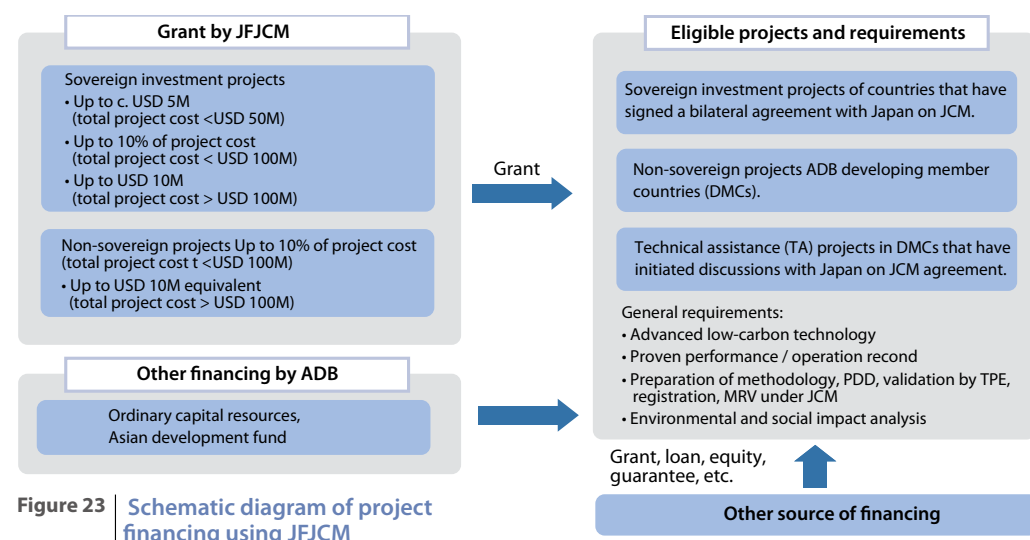 Grant by JFJCM
Sovereign investment projects
• Up to c. USD 5M
(total project cost <USD 50M)
• Up to 10% of project cost
(total project cost < USD 100M)
• Up to USD 10M
(total project cost > USD 100M)
Non-sovereign projects Up to 10% of project cost
(total project cost t <USD 100M)
• Up to USD 10M equivalent
(total project cost > USD 100M)
Other financing by ADB
Ordinary capital resources,
Asian development fund
Grant
Eligible projects and requirements
Sovereign investment projects of countries that have
signed a bilateral agreement with Japan on JCM.
Non-sovereign projects ADB developing member
countries (DMCs).
Technical assistance (TA) projects in DMCs that have
initiated discussions with Japan on JCM agreement.
General requirements:
• Advanced low-carbon technology
• Proven performance / operation recond
• Preparation of methodology, PDD, validation by TPE,
registration, MRV under JCM
• Environmental and social impact analysis
Grant, loan, equity,
guarantee, etc.
Other source of financing
Figure 23 Schematic diagram of project
financing using JFJCM